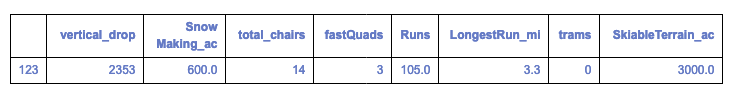 vertical_drop Snow Making_ac total_chairs fastQuads Runs LongestRun_mi trams SkiableTerrain_ac
123 2353 600.0 14 3 105.0 3.3 0 3000.0